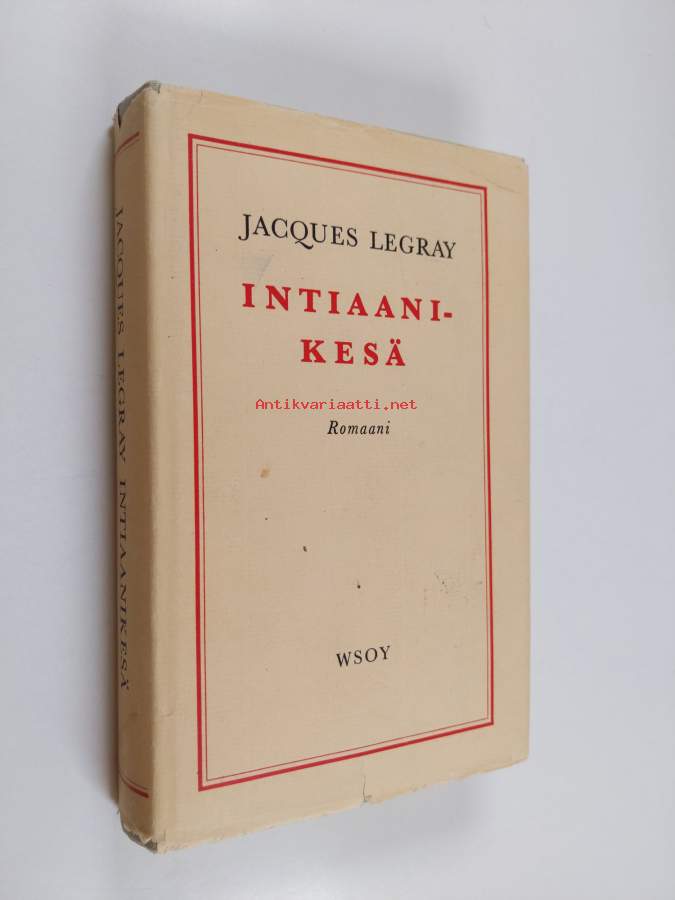 JACQUES LEGRAY
INTIAANI-
KESÄ
Antikvariaatti.net
Romaani
WSOY
JACQUES LEGRAY INTIAANIKESÄ